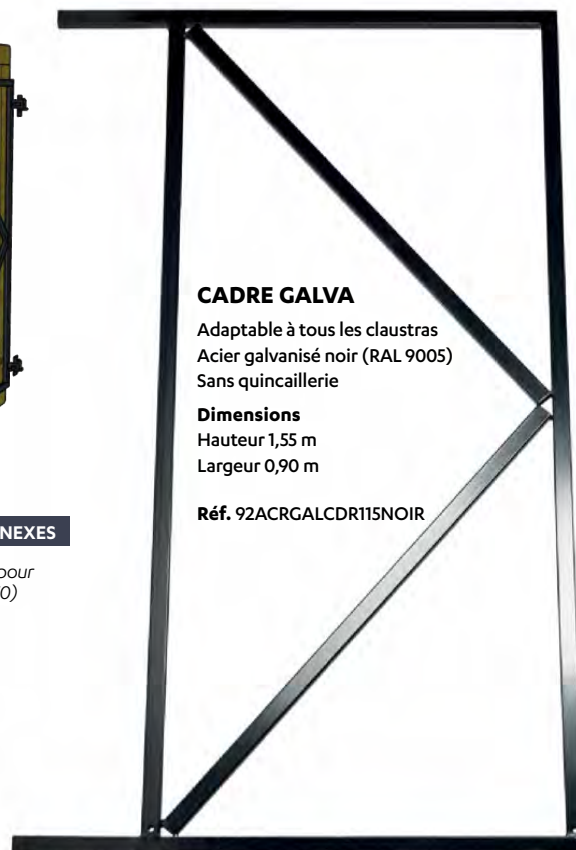 CADRE GALVA
Adaptable à tous les claustras
Acier galvanisé noir (RAL 9005)
Sans quincaillerie
Dimensions
Hauteur 1,55 m
Largeur 0,90 m
Réf. 92ACRGALCDR115NOIR
NEXES
pour
0)